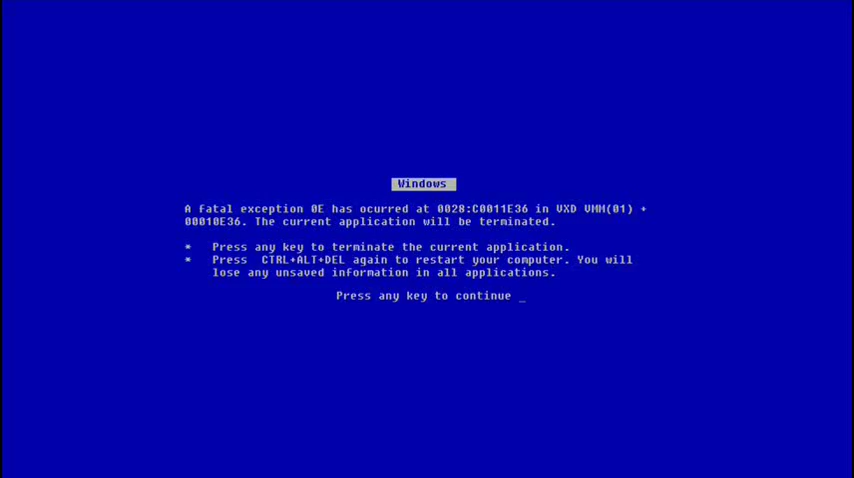 Windows
A fatal exception 0E has ocurred at 0028:C0011E36 in VXD VMM(01) +
00010E36. The current application will be terminated.
* Press any key to terminate the current application.
* Press CTRL+ALT+DEL again to restart your computer. You will
lose any unsaved information in all applications.
Press any key to continue _